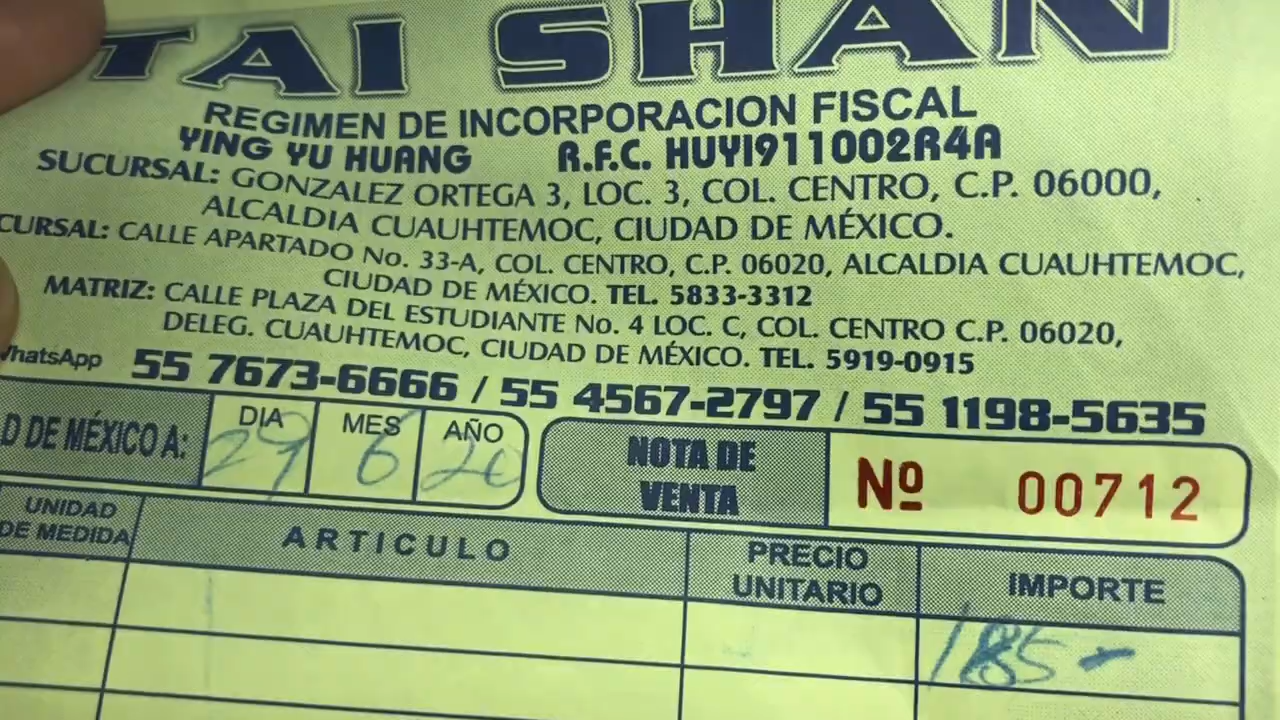 TAI SHAN
REGIMEN DE INCORPORACION FISCAL
YING YU HUANG R.F.C. HUYI911002R4A
SUCURSAL: GONZALEZ ORTEGA 3, LOC. 3, COL. CENTRO, C.P. 06000,
ALCALDIA CUAUHTEMOC, CIUDAD DE MÉXICO.
CURSAL: CALLE APARTADO No. 33-A, COL. CENTRO, C.P. 06020, ALCALDIA CUAUHTEMOC,
CIUDAD DE MÉXICO. TEL. 5833-3312
MATRIZ: CALLE PLAZA DEL ESTUDIANTE No. 4 LOC. C, COL. CENTRO C.P. 06020,
DELEG. CUAUHTEMOC, CIUDAD DE MÉXICO. TEL. 5919-0915
WhatsApp 55 7673-6666 / 55 4567-2797 / 55 1198-5635
D DE MÉXICO A: DIA MES AÑO
29 6 20
NOTA DE VENTA Nº 00712
UNIDAD DE MEDIDA ARTICULO PRECIO UNITARIO IMPORTE
185-